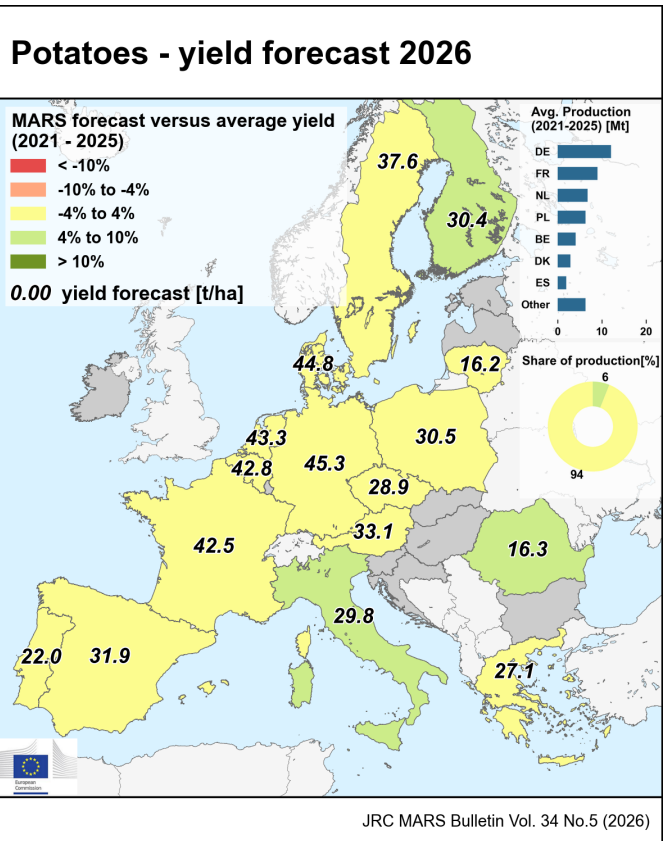 Potatoes - yield forecast 2026
MARS forecast versus average yield
(2021 - 2025)
< -10%
-10% to -4%
-4% to 4%
4% to 10%
> 10%
0.00 yield forecast [t/ha]
Avg. Production
(2021-2025) [Mt]
DE
FR
NL
PL
BE
DK
ES
Other
0 10 20
Share of production[%]
6
94
37.6
30.4
44.8
16.2
43.3
42.8
45.3
30.5
28.9
33.1
42.5
16.3
29.8
22.0
31.9
27.1
European
Commission
JRC MARS Bulletin Vol. 34 No.5 (2026)